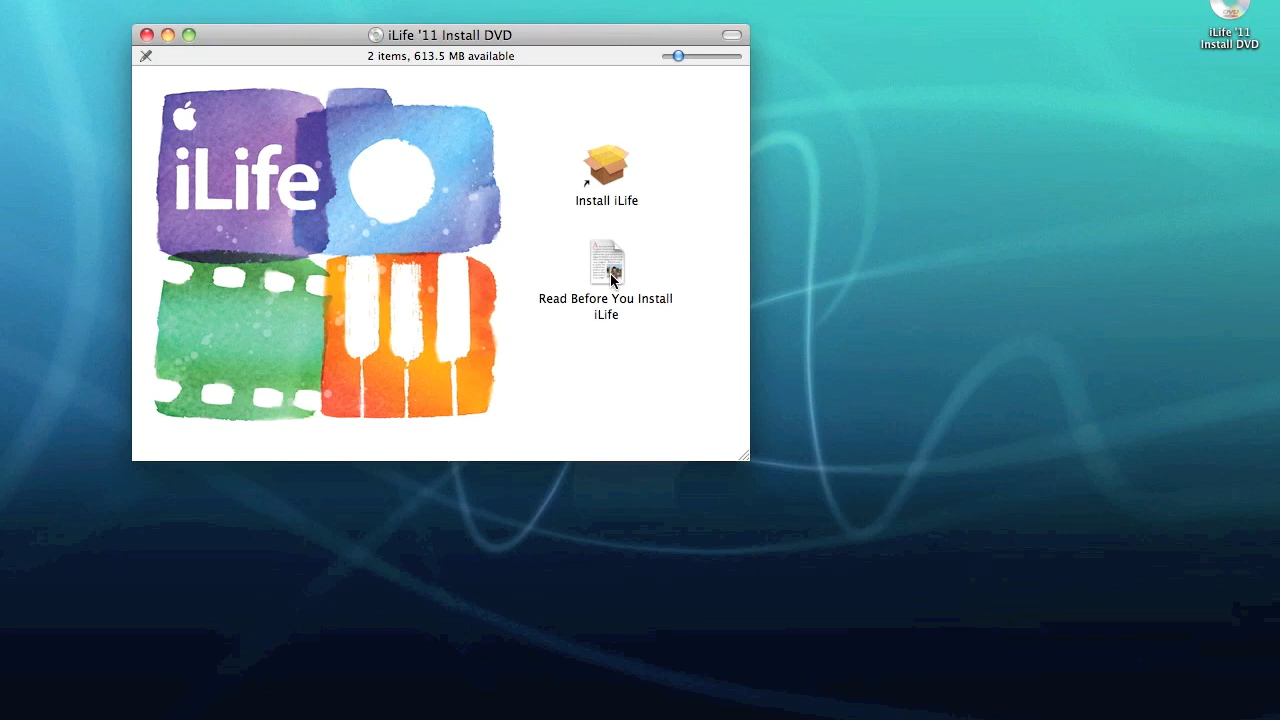 iLife '11 Install DVD
2 items, 613.5 MB available
iLife
Install iLife
Read Before You Install
iLife
iLife '11
Install DVD